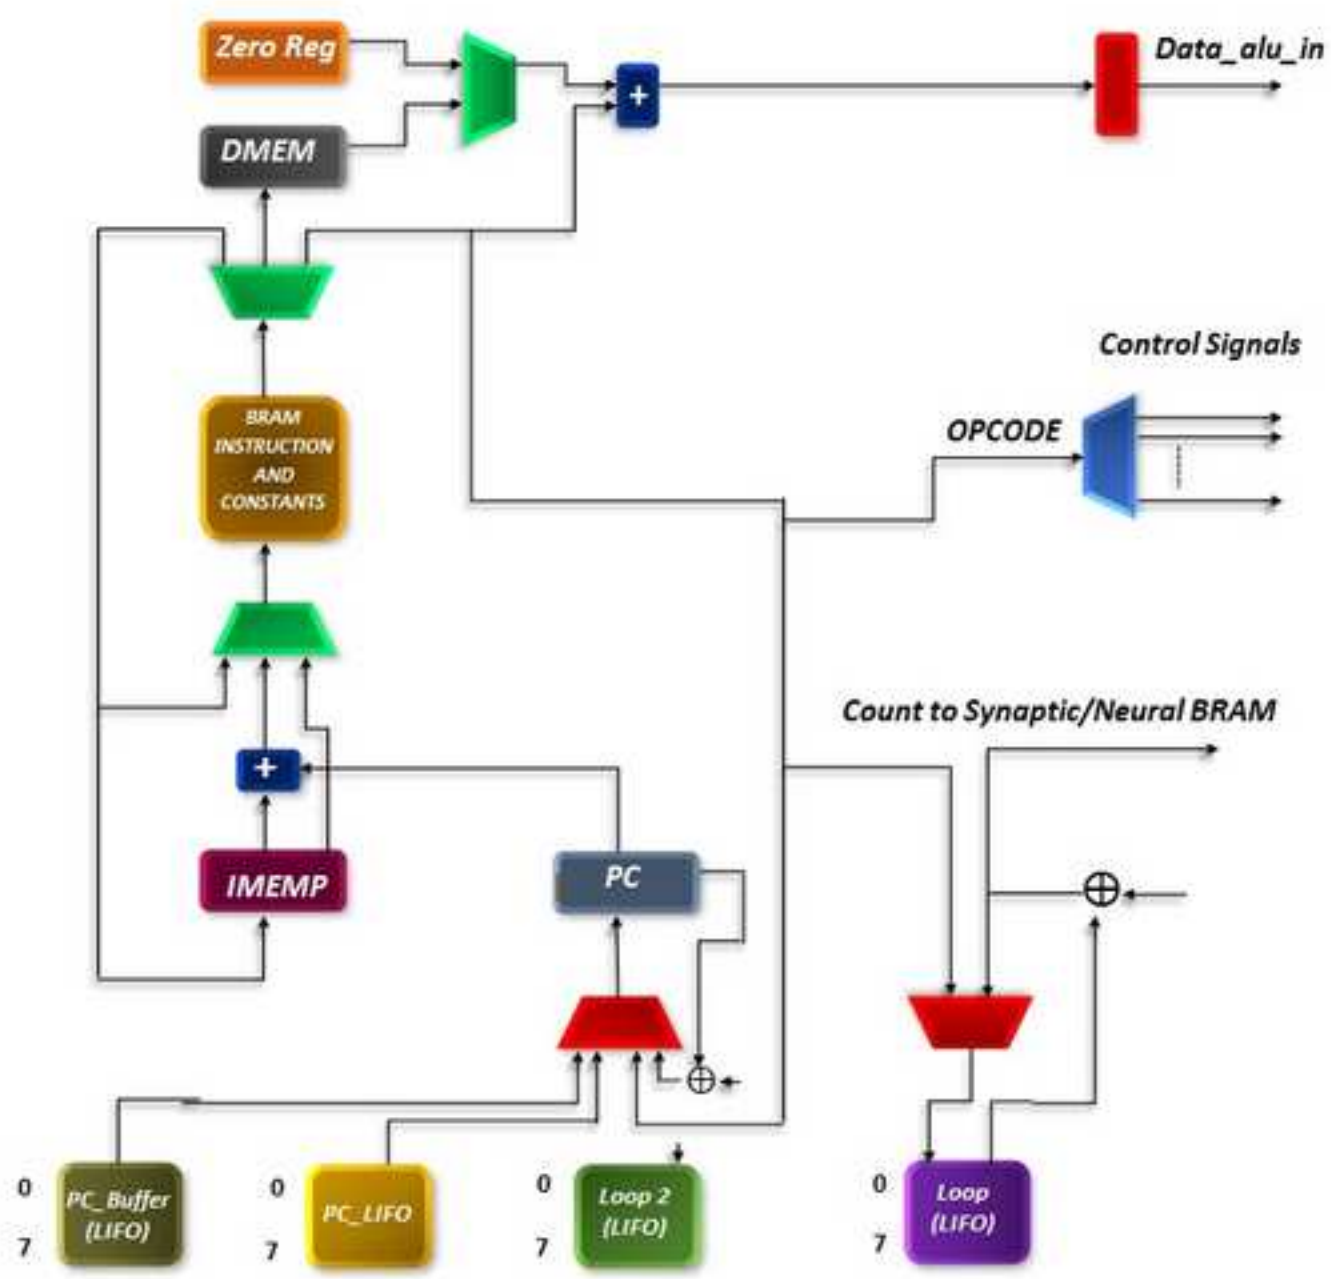 Zero Reg
Data_alu_in
+
DMEM
Control Signals
BRAM
INSTRUCTION
AND
CONSTANTS
OPCODE
Count to Synaptic/Neural BRAM
+
IMEMP
PC
0
7
PC_Buffer
(LIFO)
0
7
PC_LIFO
0
7
Loop 2
(LIFO)
0
7
Loop
(LIFO)